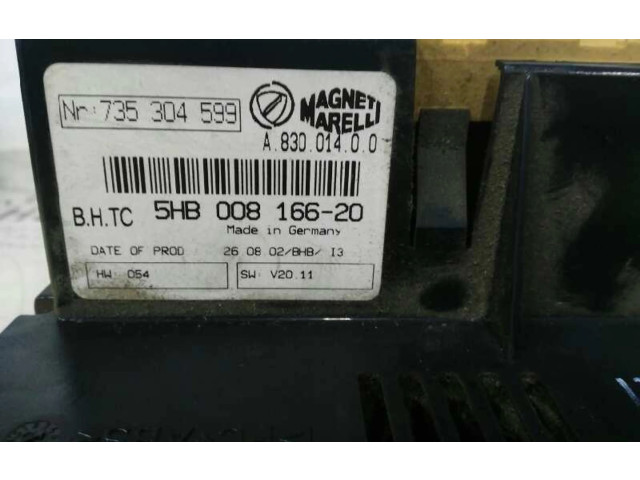 Nr: 735 304 599
MAGNETI
MARELLI
A.830.014.0.0
B.H.TC 5HB 008 166-20
Made in Germany
DATE OF PROD 26 08 02/BHB/ I3
HW: 054
SW: V20.11